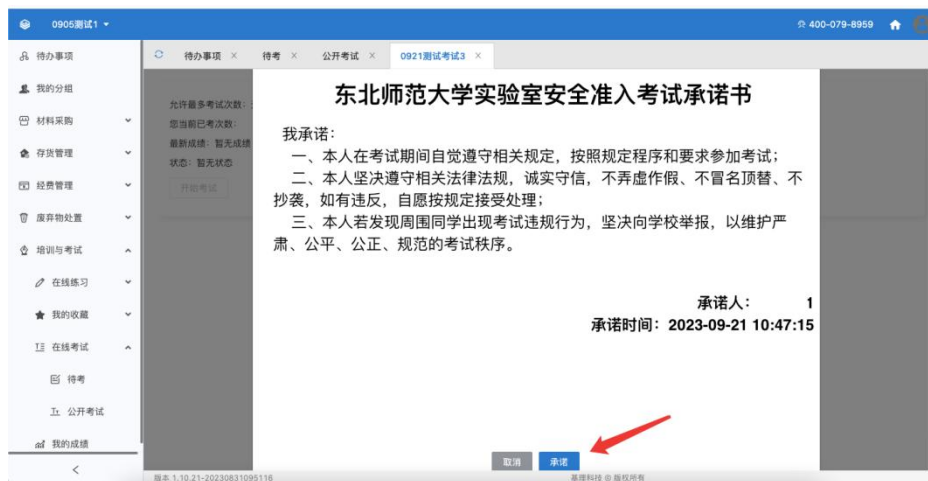 0905测试1
400-079-8959
待办事项
我的分组
材料采购
存货管理
经费管理
废弃物处置
培训与考试
在线练习
我的收藏
在线考试
待考
公开考试
我的成绩
待办事项 × 待考 × 公开考试 × 0921测试考试3 ×
允许最多考试次数：
您当前已考次数：
最新成绩：暂无成绩
状态：暂无状态
开始考试
东北师范大学实验室安全准入考试承诺书
我承诺：
一、本人在考试期间自觉遵守相关规定，按照规定程序和要求参加考试；
二、本人坚决遵守相关法律法规，诚实守信，不弄虚作假、不冒名顶替、不
抄袭，如有违反，自愿按规定接受处理；
三、本人若发现周围同学出现考试违规行为，坚决向学校举报，以维护严
肃、公平、公正、规范的考试秩序。
承诺人： 1
承诺时间：2023-09-21 10:47:15
取消 承诺
版本 1.10.21-20230831095116
基理科技 © 版权所有